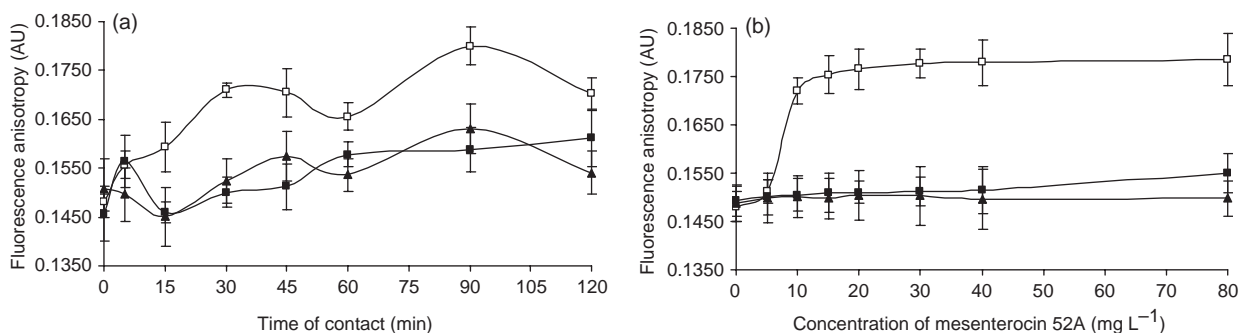 (a)
Fluorescence anisotropy (AU)
0.1850
0.1750
0.1650
0.1550
0.1450
0.1350
0 15 30 45 60 75 90 105 120
Time of contact (min)
(b)
Fluorescence anisotropy (AU)
0.1850
0.1750
0.1650
0.1550
0.1450
0.1350
0 10 20 30 40 50 60 70 80
Concentration of mesenterocin 52A (mg L⁻¹)